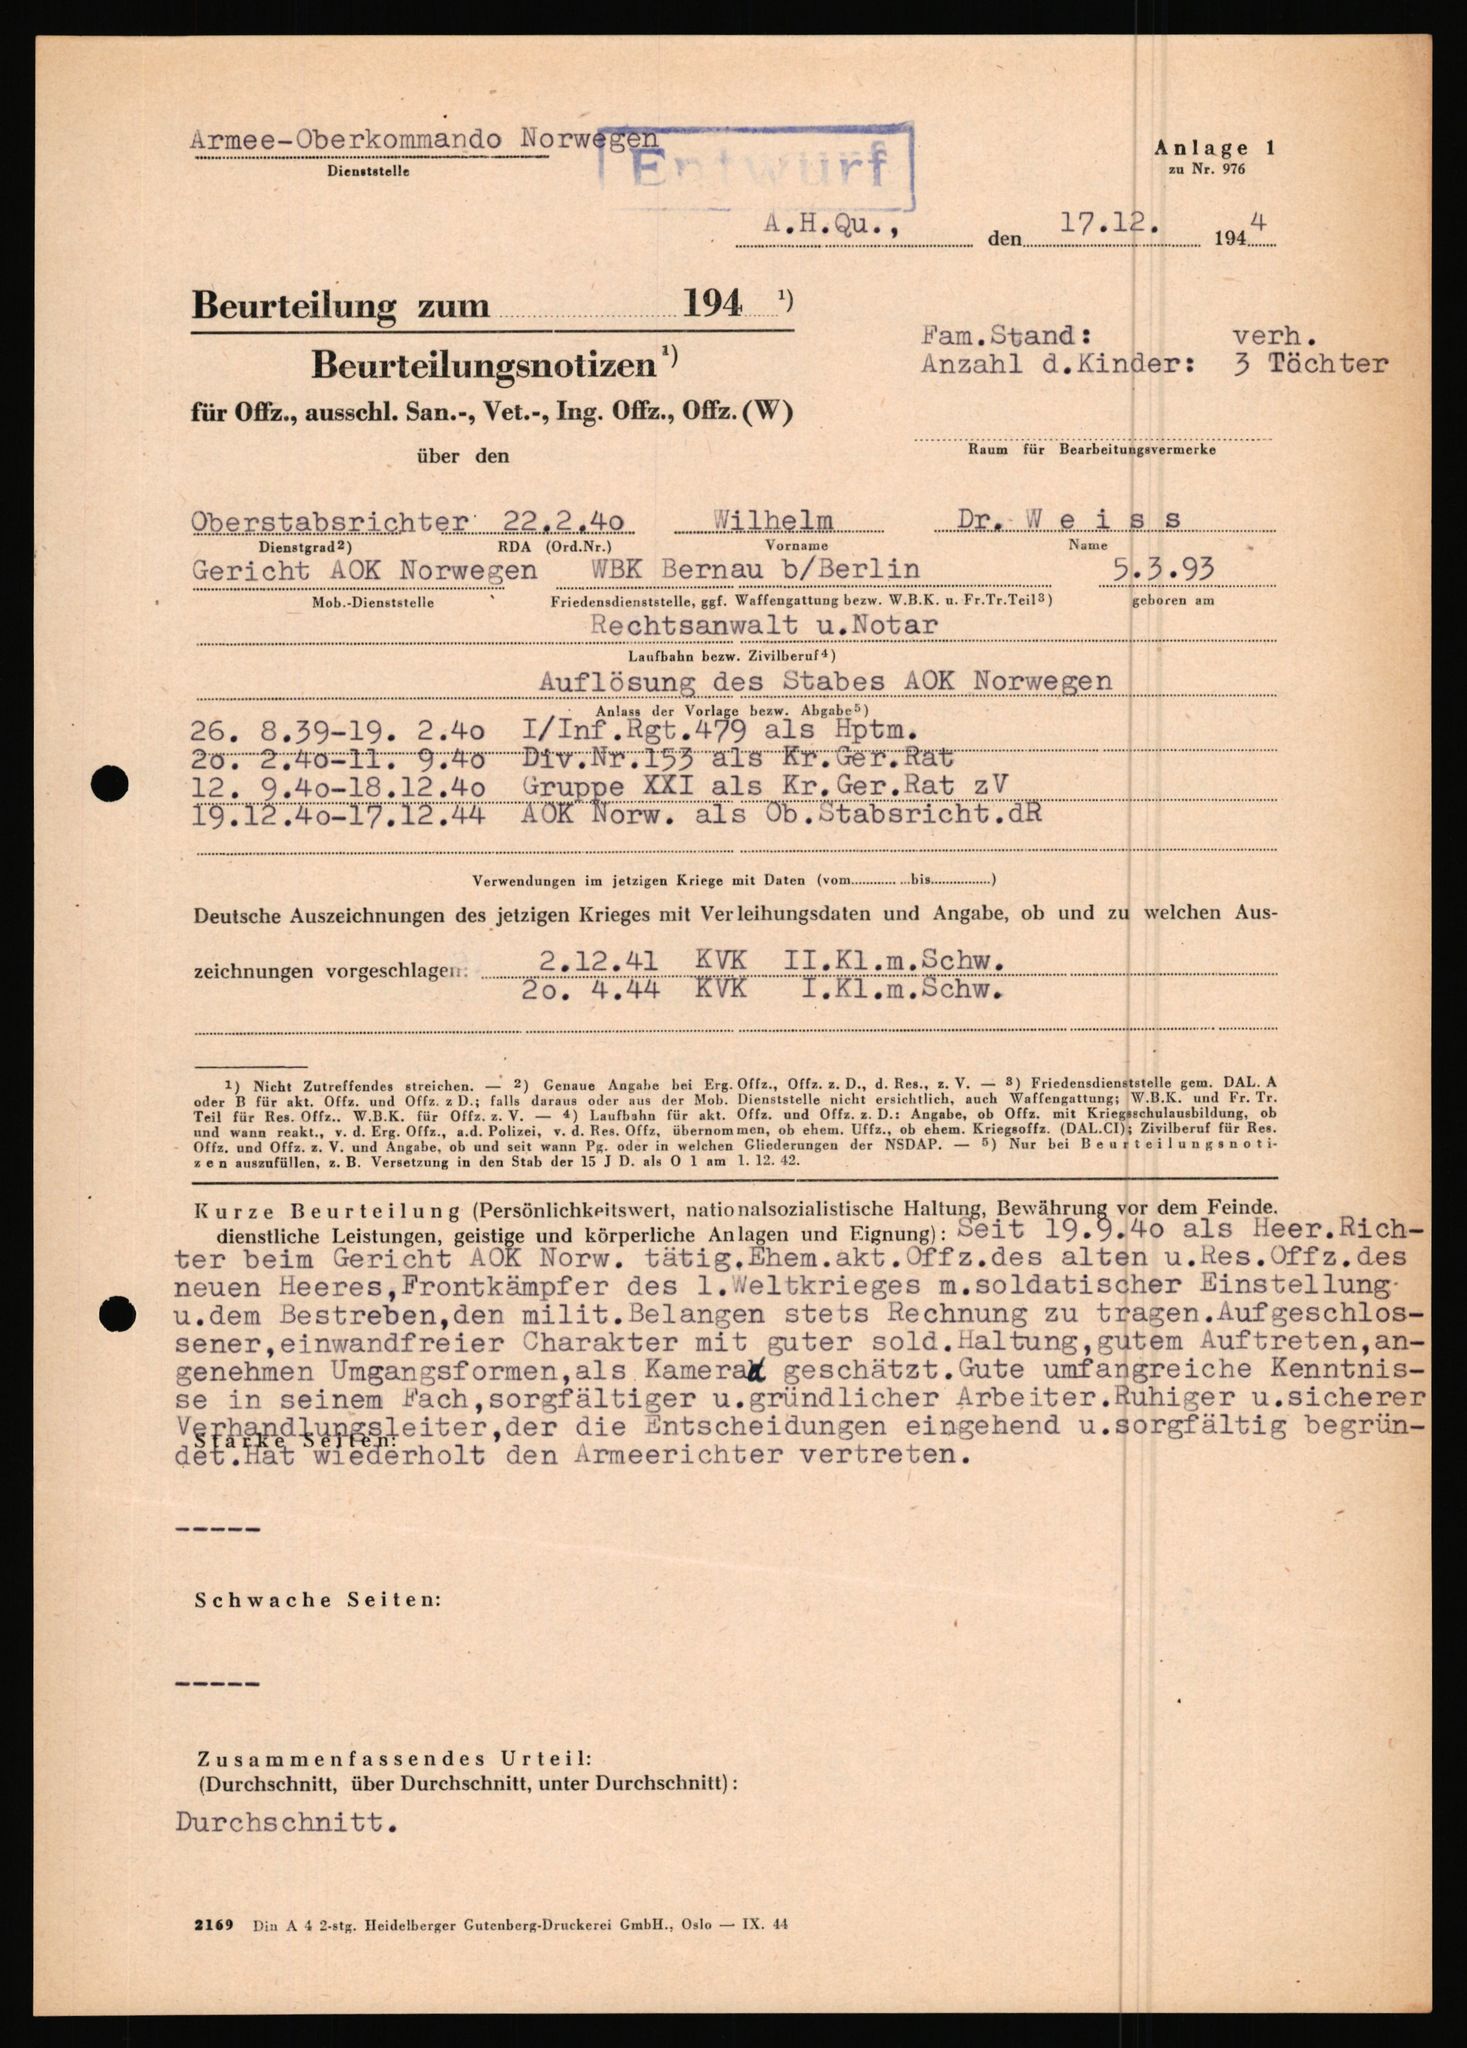 Armee-Oberkommando Norwegen
Dienststelle
Entwurf
Anlage 1
zu Nr. 976
A.H.Qu., den 17.12. 1944
Beurteilung zum 194 1)
Beurteilungsnotizen 1)
für Offz., ausschl. San.-, Vet.-, Ing. Offz., Offz. (W)
über den
Fam.Stand: verh.
Anzahl d.Kinder: 3 Töchter
Raum für Bearbeitungsvermerke
Oberstabsrichter 22.2.4o Wilhelm Dr. W e i s s
Dienstgrad2) RDA (Ord.Nr.) Vorname Name
Gericht AOK Norwegen WBK Bernau b/Berlin 5.3.93
Mob.-Dienststelle Friedensdienststelle, ggf. Waffengattung bezw. W.B.K. u. Fr.Tr.Teil3) geboren am
Rechtsanwalt u.Notar
Laufbahn bezw. Zivilberuf4)
Auflösung des Stabes AOK Norwegen
Anlass der Vorlage bezw. Abgabe5)
26. 8.39-19. 2.4o I/Inf.Rgt.479 als Hptm.
2o. 2.4o-11. 9.4o Div.Nr.153 als Kr.Ger.Rat
12. 9.4o-18.12.4o Gruppe XXI als Kr.Ger.Rat zV
19.12.4o-17.12.44 AOK Norw. als Ob.Stabsricht.dR
Verwendungen im jetzigen Kriege mit Daten (vom............ ...bis................)
Deutsche Auszeichnungen des jetzigen Krieges mit Verleihungsdaten und Angabe, ob und zu welchen Aus-
zeichnungen vorgeschlagen: 2.12.41 KVK II.Kl.m.Schw.
2o. 4.44 KVK I.Kl.m.Schw.
1) Nicht Zutreffendes streichen. — 2) Genaue Angabe bei Erg. Offz., Offz. z. D., d. Res., z. V. — 3) Friedensdienststelle gem. DAL. A
oder B für akt. Offz. und Offz. z D.; falls daraus oder aus der Mob. Dienststelle nicht ersichtlich, auch Waffengattung; W.B.K. und Fr. Tr.
Teil für Res. Offz.. W.B.K. für Offz. z. V. — 4) Laufbahn für akt. Offz. und Offz. z. D.: Angabe, ob Offz. mit Kriegsschulausbildung, ob
und wann reakt., v. d. Erg. Offz., a.d. Polizei, v. d. Res. Offz, übernommen, ob ehem. Uffz., ob ehem. Kriegsoffz. (DAL.CI); Zivilberuf für Res.
Offz. und Offz. z. V. und Angabe, ob und seit wann Pg. oder in welchen Gliederungen der NSDAP. — 5) Nur bei Beurteilungsnoti-
zen auszufüllen, z. B. Versetzung in den Stab der 15 J D. als O 1 am 1. 12. 42.
Kurze Beurteilung (Persönlichkeitswert, nationalsozialistische Haltung, Bewährung vor dem Feinde.
dienstliche Leistungen, geistige und körperliche Anlagen und Eignung): Seit 19.9.4o als Heer.Rich-
ter beim Gericht AOK Norw. tätig.Ehem.akt.Offz.des alten u.Res.Offz.des
neuen Heeres,Frontkämpfer des 1.Weltkrieges m.soldatischer Einstellung
u.dem Bestreben,den milit.Belangen stets Rechnung zu tragen.Aufgeschlos-
sener,einwandfreier Charakter mit guter sold.Haltung,gutem Auftreten,an-
genehmen Umgangsformen,als Kamerad geschätzt.Gute umfangreiche Kenntnis-
se in seinem Fach,sorgfältiger u.gründlicher Arbeiter.Ruhiger u.sicherer
Verhandlungsleiter,der die Entscheidungen eingehend u.sorgfältig begrün-
Starke Seiten:
det.Hat wiederholt den Armeerichter vertreten.
-----
Schwache Seiten:
-----
Zusammenfassendes Urteil:
(Durchschnitt, über Durchschnitt, unter Durchschnitt):
Durchschnitt.
2169 Din A 4 2-stg. Heidelberger Gutenberg-Druckerei GmbH., Oslo — IX. 44